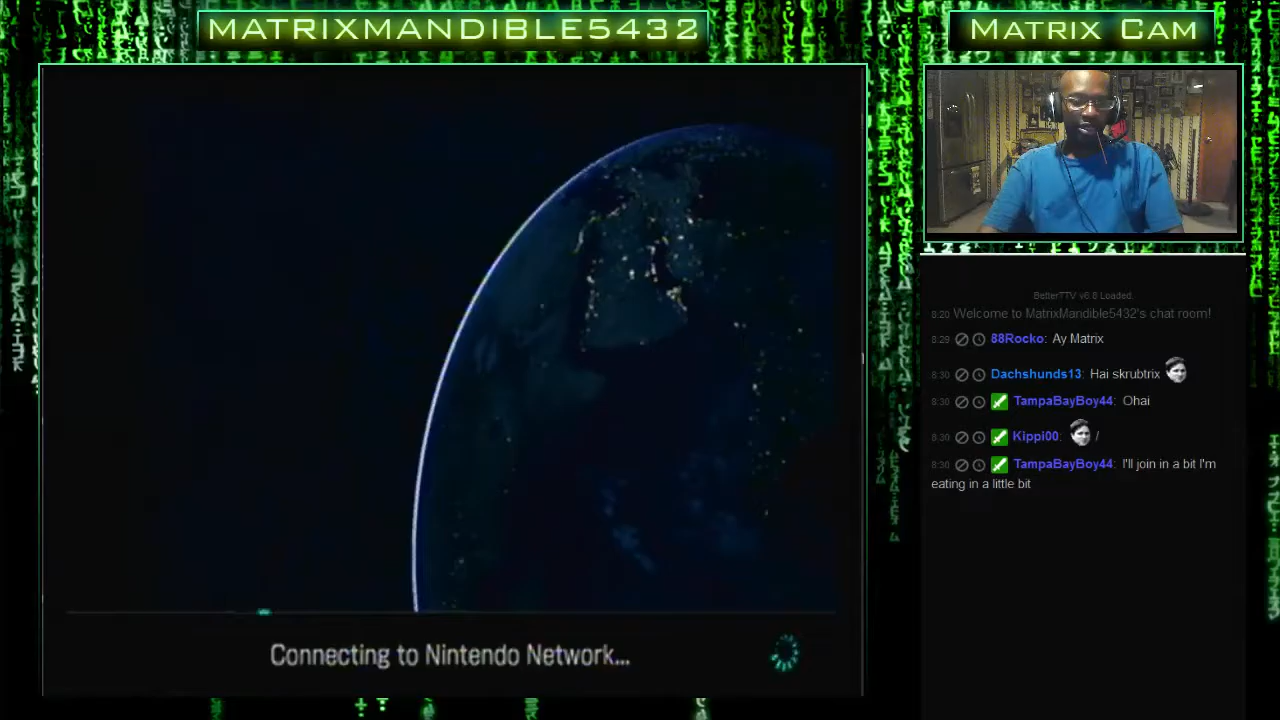 MATRIXMANDIBLE5432
Matrix Cam
BetterTTV v6.8 Loaded.
8:20 Welcome to MatrixMandible5432's chat room!
8:29 88Rocko: Ay Matrix
8:30 Dachshunds13: Hai skrubtrix
8:30 TampaBayBoy44: Ohai
8:30 Kippi00: /
8:30 TampaBayBoy44: I'll join in a bit I'm
eating in a little bit
Connecting to Nintendo Network...